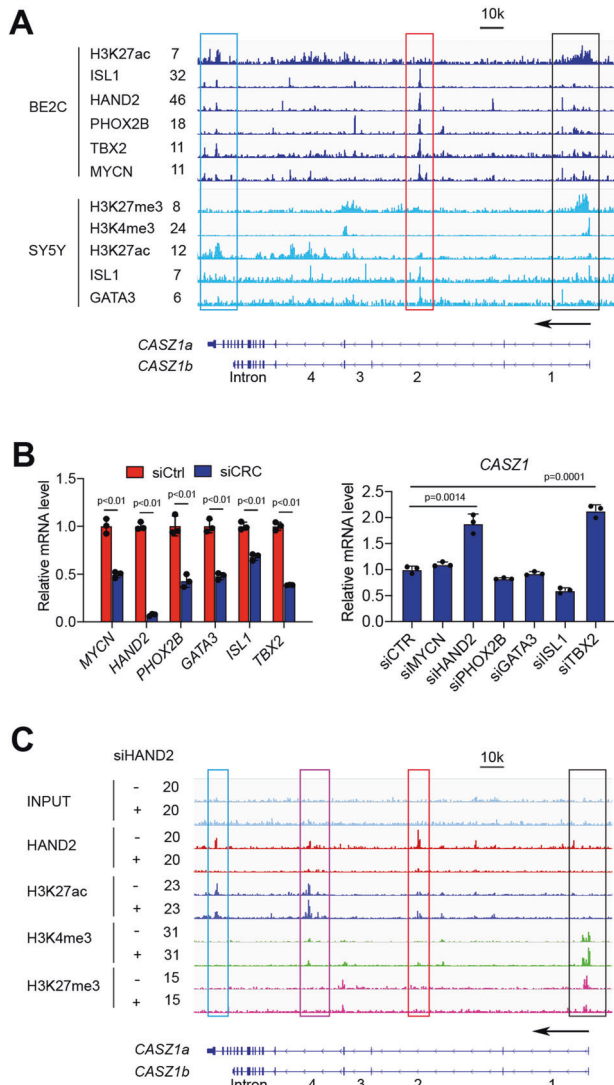 A
10k
BE2C
H3K27ac 7
ISL1 32
HAND2 46
PHOX2B 18
TBX2 11
MYCN 11
SY5Y
H3K27me3 8
H3K4me3 24
H3K27ac 12
ISL1 7
GATA3 6
CASZ1a
CASZ1b
Intron 4 3 2 1
B
siCtrl siCRC
Relative mRNA level
1.5
1.0
0.5
0.0
p<0.01 p<0.01 p<0.01 p<0.01 p<0.01 p<0.01
MYCN HAND2 PHOX2B GATA3 ISL1 TBX2
CASZ1
Relative mRNA level
2.5
2.0
1.5
1.0
0.5
0.0
p=0.0001
p=0.0014
siCTR siMYCN siHAND2 siPHOX2B siGATA3 siISL1 siTBX2
C
siHAND2
10k
INPUT
- 20
+ 20
HAND2
- 20
+ 20
H3K27ac
- 23
+ 23
H3K4me3
- 31
+ 31
H3K27me3
- 15
+ 15
CASZ1a
CASZ1b
Intron 4 3 2 1